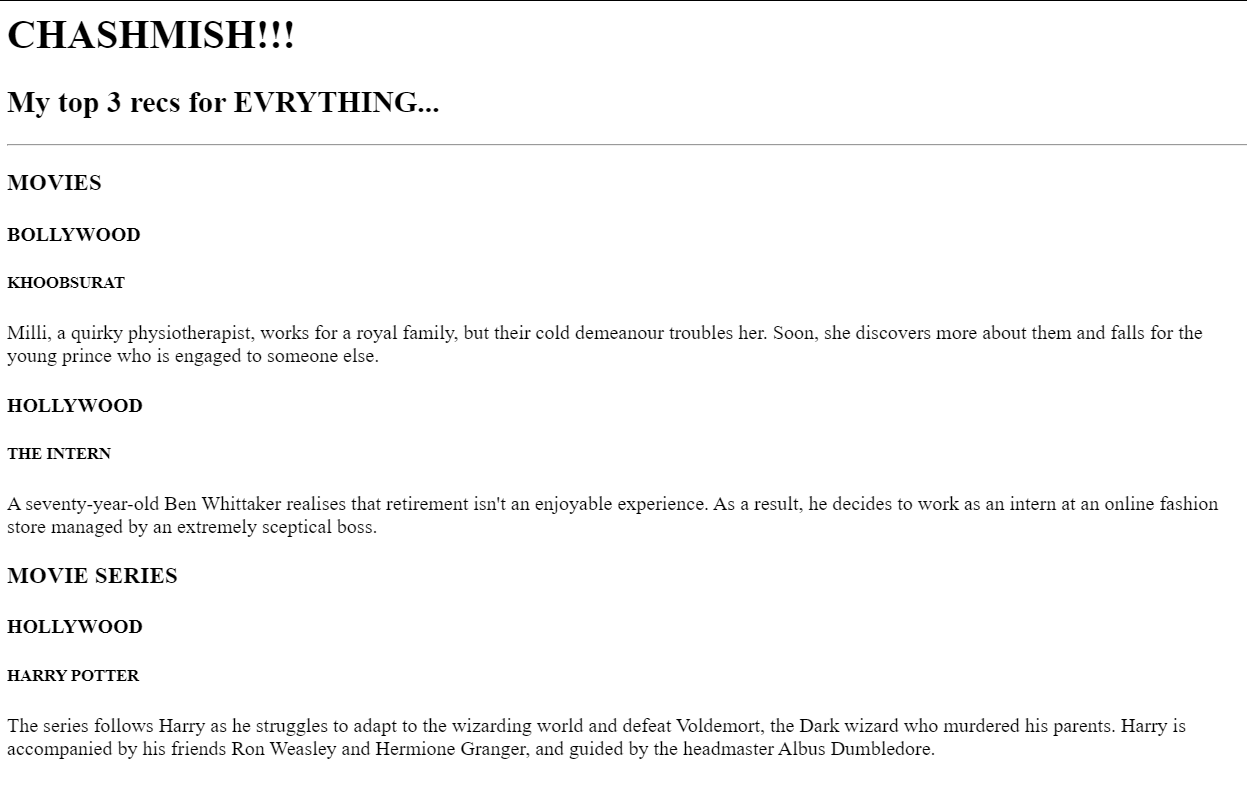 CHASHMISH!!!
My top 3 recs for EVRYTHING...
MOVIES
BOLLYWOOD
KHOOBSURAT
Milli, a quirky physiotherapist, works for a royal family, but their cold demeanour troubles her. Soon, she discovers more about them and falls for the
young prince who is engaged to someone else.
HOLLYWOOD
THE INTERN
A seventy-year-old Ben Whittaker realises that retirement isn't an enjoyable experience. As a result, he decides to work as an intern at an online fashion
store managed by an extremely sceptical boss.
MOVIE SERIES
HOLLYWOOD
HARRY POTTER
The series follows Harry as he struggles to adapt to the wizarding world and defeat Voldemort, the Dark wizard who murdered his parents. Harry is
accompanied by his friends Ron Weasley and Hermione Granger, and guided by the headmaster Albus Dumbledore.